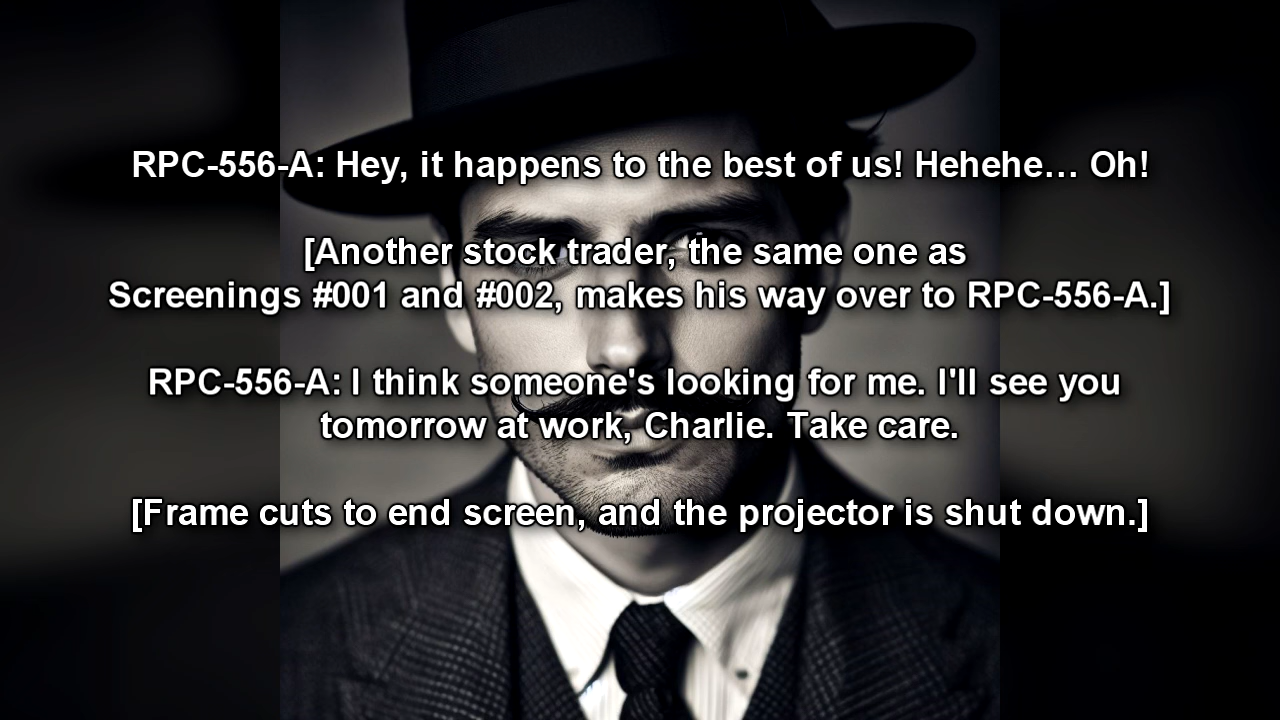 RPC-556-A: Hey, it happens to the best of us! Hehehe… Oh!
[Another stock trader, the same one as
Screenings #001 and #002, makes his way over to RPC-556-A.]
RPC-556-A: I think someone's looking for me. I'll see you
tomorrow at work, Charlie. Take care.
[Frame cuts to end screen, and the projector is shut down.]